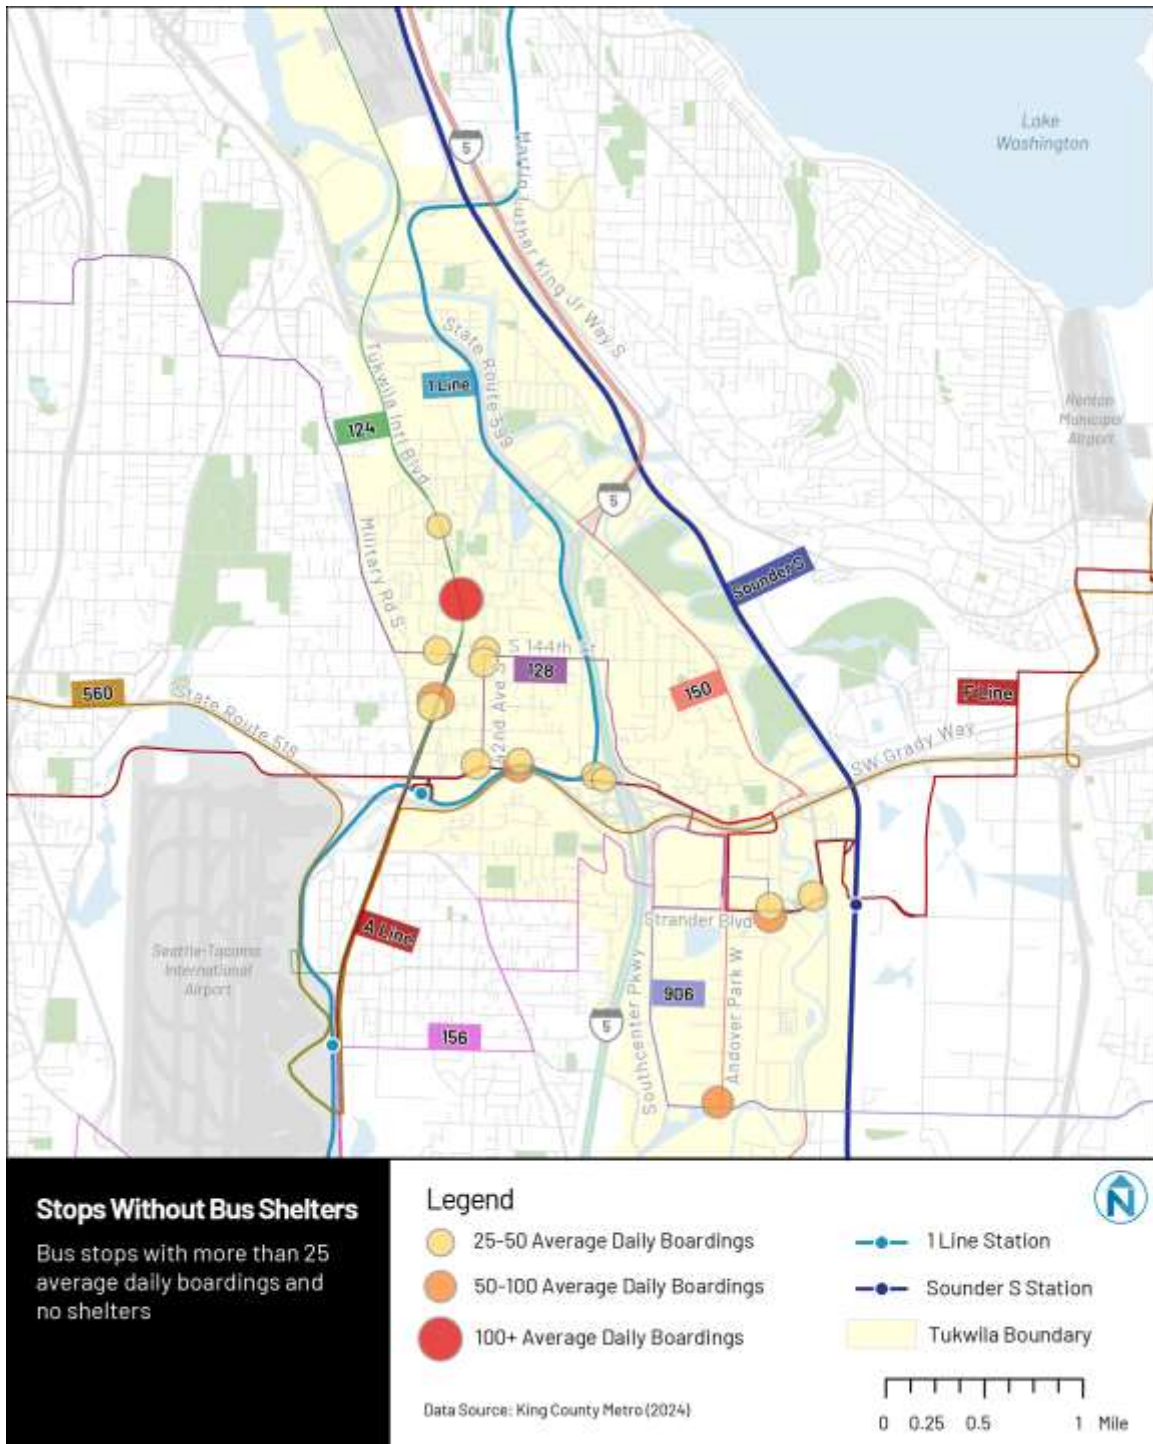 Lake
Washington
5
Martin Luther King Jr Way S
State Route 599
1 Line
Tukwila Intl Blvd
124
Renton
Municipal
Airport
5
Military Rd S
Sounder S
S 144th St
128
150
F Line
560
State Route 518
42nd Ave S
SW Grady Way
Strander Blvd
A Line
Seattle-Tacoma
International
Airport
906
Southcenter Pkwy
Andover Park W
5
156
Stops Without Bus Shelters
Bus stops with more than 25
average daily boardings and
no shelters
Legend
25-50 Average Daily Boardings
50-100 Average Daily Boardings
100+ Average Daily Boardings
Data Source: King County Metro (2024)
N
1 Line Station
Sounder S Station
Tukwila Boundary
0 0.25 0.5 1 Mile